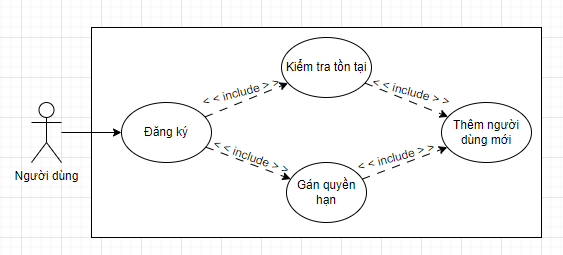 Kiểm tra tồn tại
<< include >>
<< include >>
Đăng ký
Thêm người
dùng mới
<< include >>
<< include >>
Người dùng
Gán quyền
hạn